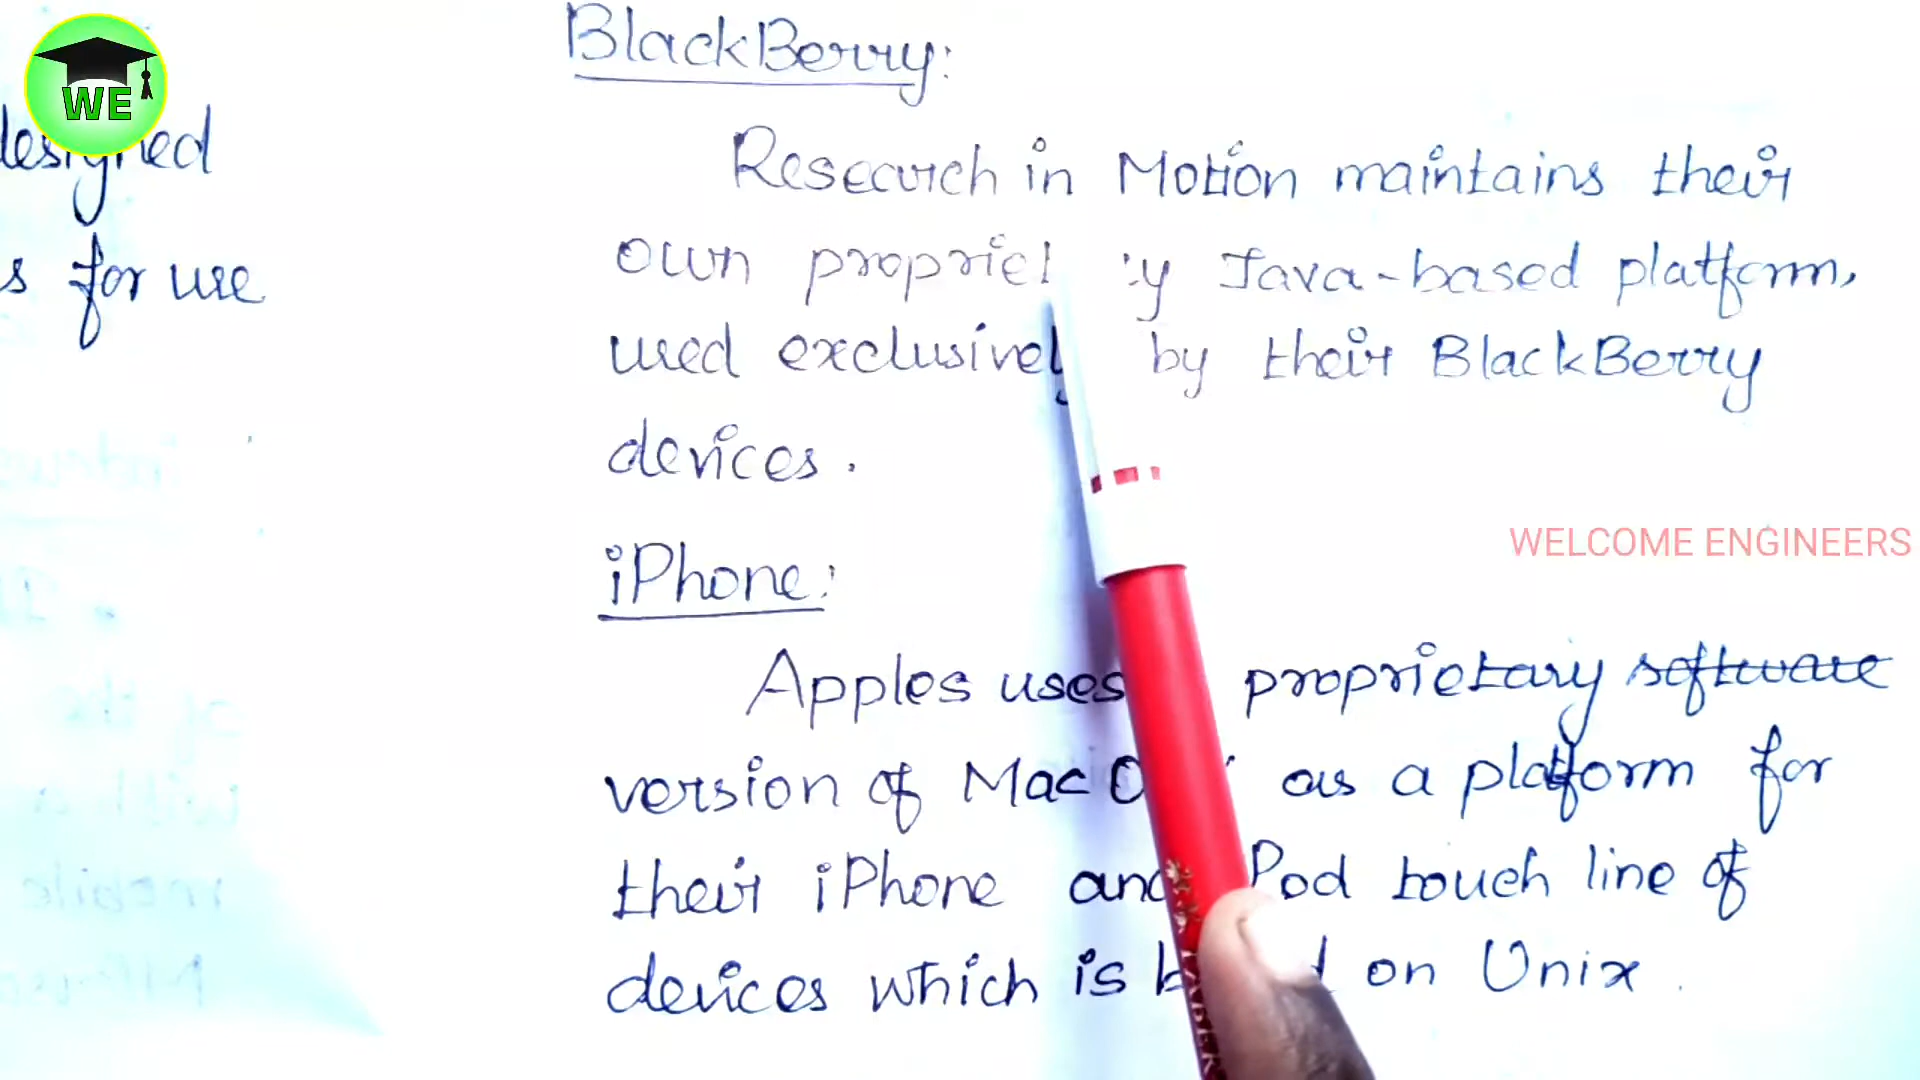 WE
BlackBerry:
designed
Research in Motion maintains their
own propriet y Java-based platform,
s for use
used exclusively by their BlackBerry
devices.
iPhone:
WELCOME ENGINEERS
Apples uses proprietary software
version of Mac O as a platform for
their iPhone and Pod touch line of
devices which is b d on Unix.